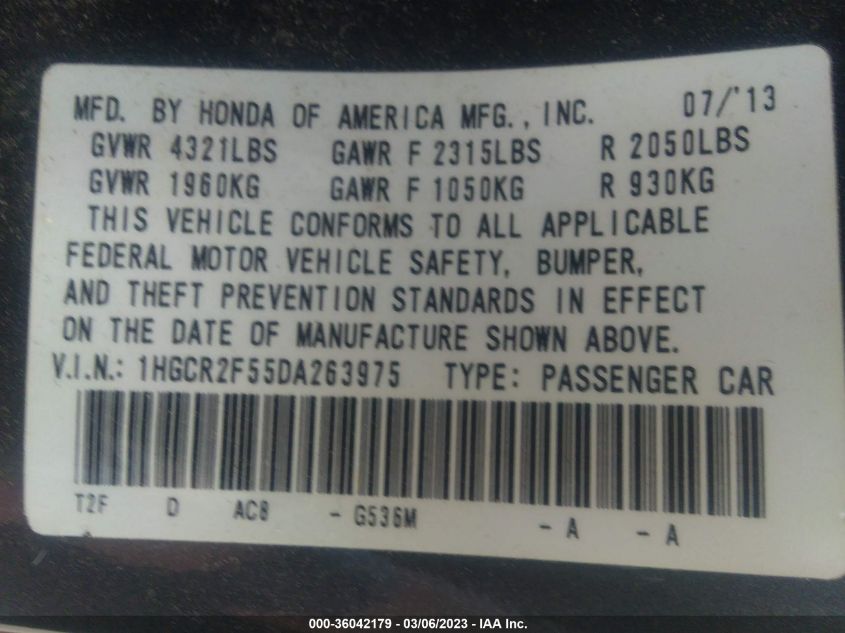 MFD. BY HONDA OF AMERICA MFG., INC. 07/'13
GVWR 4321LBS GAWR F 2315LBS R 2050LBS
GVWR 1960KG GAWR F 1050KG R 930KG
THIS VEHICLE CONFORMS TO ALL APPLICABLE
FEDERAL MOTOR VEHICLE SAFETY, BUMPER,
AND THEFT PREVENTION STANDARDS IN EFFECT
ON THE DATE OF MANUFACTURE SHOWN ABOVE.
V.I.N.: 1HGCR2F55DA263975 TYPE: PASSENGER CAR
T2F D AC8 - G536M - A - A
000-36042179 - 03/06/2023 - IAA Inc.